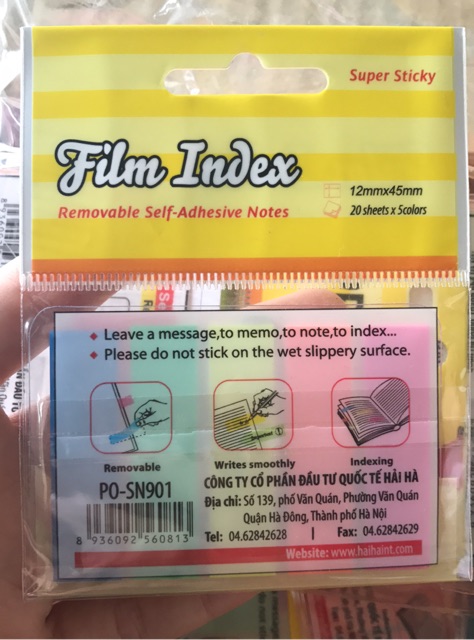 Super Sticky
Film Index
12mmx45mm
Removable Self-Adhesive Notes
20 sheets x 5colors
◆ Leave a message,to memo,to note,to index...
◆ Please do not stick on the wet slippery surface.
Important
Removable
Writes smoothly
Indexing
PO-SN901
CÔNG TY CỔ PHẦN ĐẦU TƯ QUỐC TẾ HẢI HÀ
Địa chỉ: Số 139, phố Văn Quán, Phường Văn Quán
Quận Hà Đông, Thành phố Hà Nội
8 936092 560813
Tel: 04.62842628 | Fax: 04.62842629
Website: www.haihaint.com